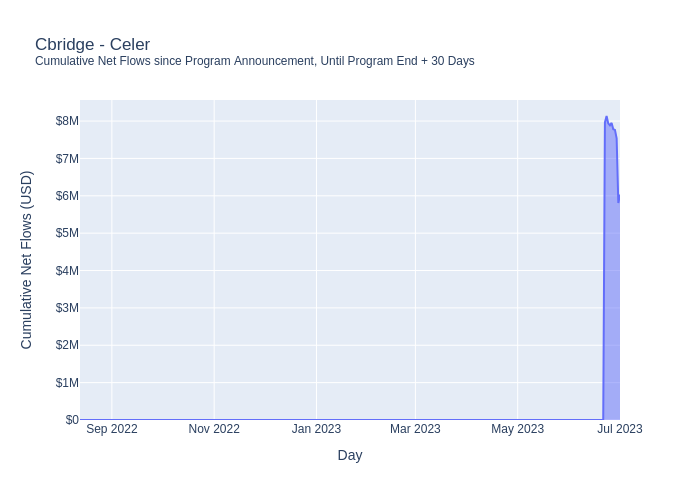 Cbridge - Celer
Cumulative Net Flows since Program Announcement, Until Program End + 30 Days
Cumulative Net Flows (USD)
$8M
$7M
$6M
$5M
$4M
$3M
$2M
$1M
$0
Sep 2022
Nov 2022
Jan 2023
Mar 2023
May 2023
Jul 2023
Day